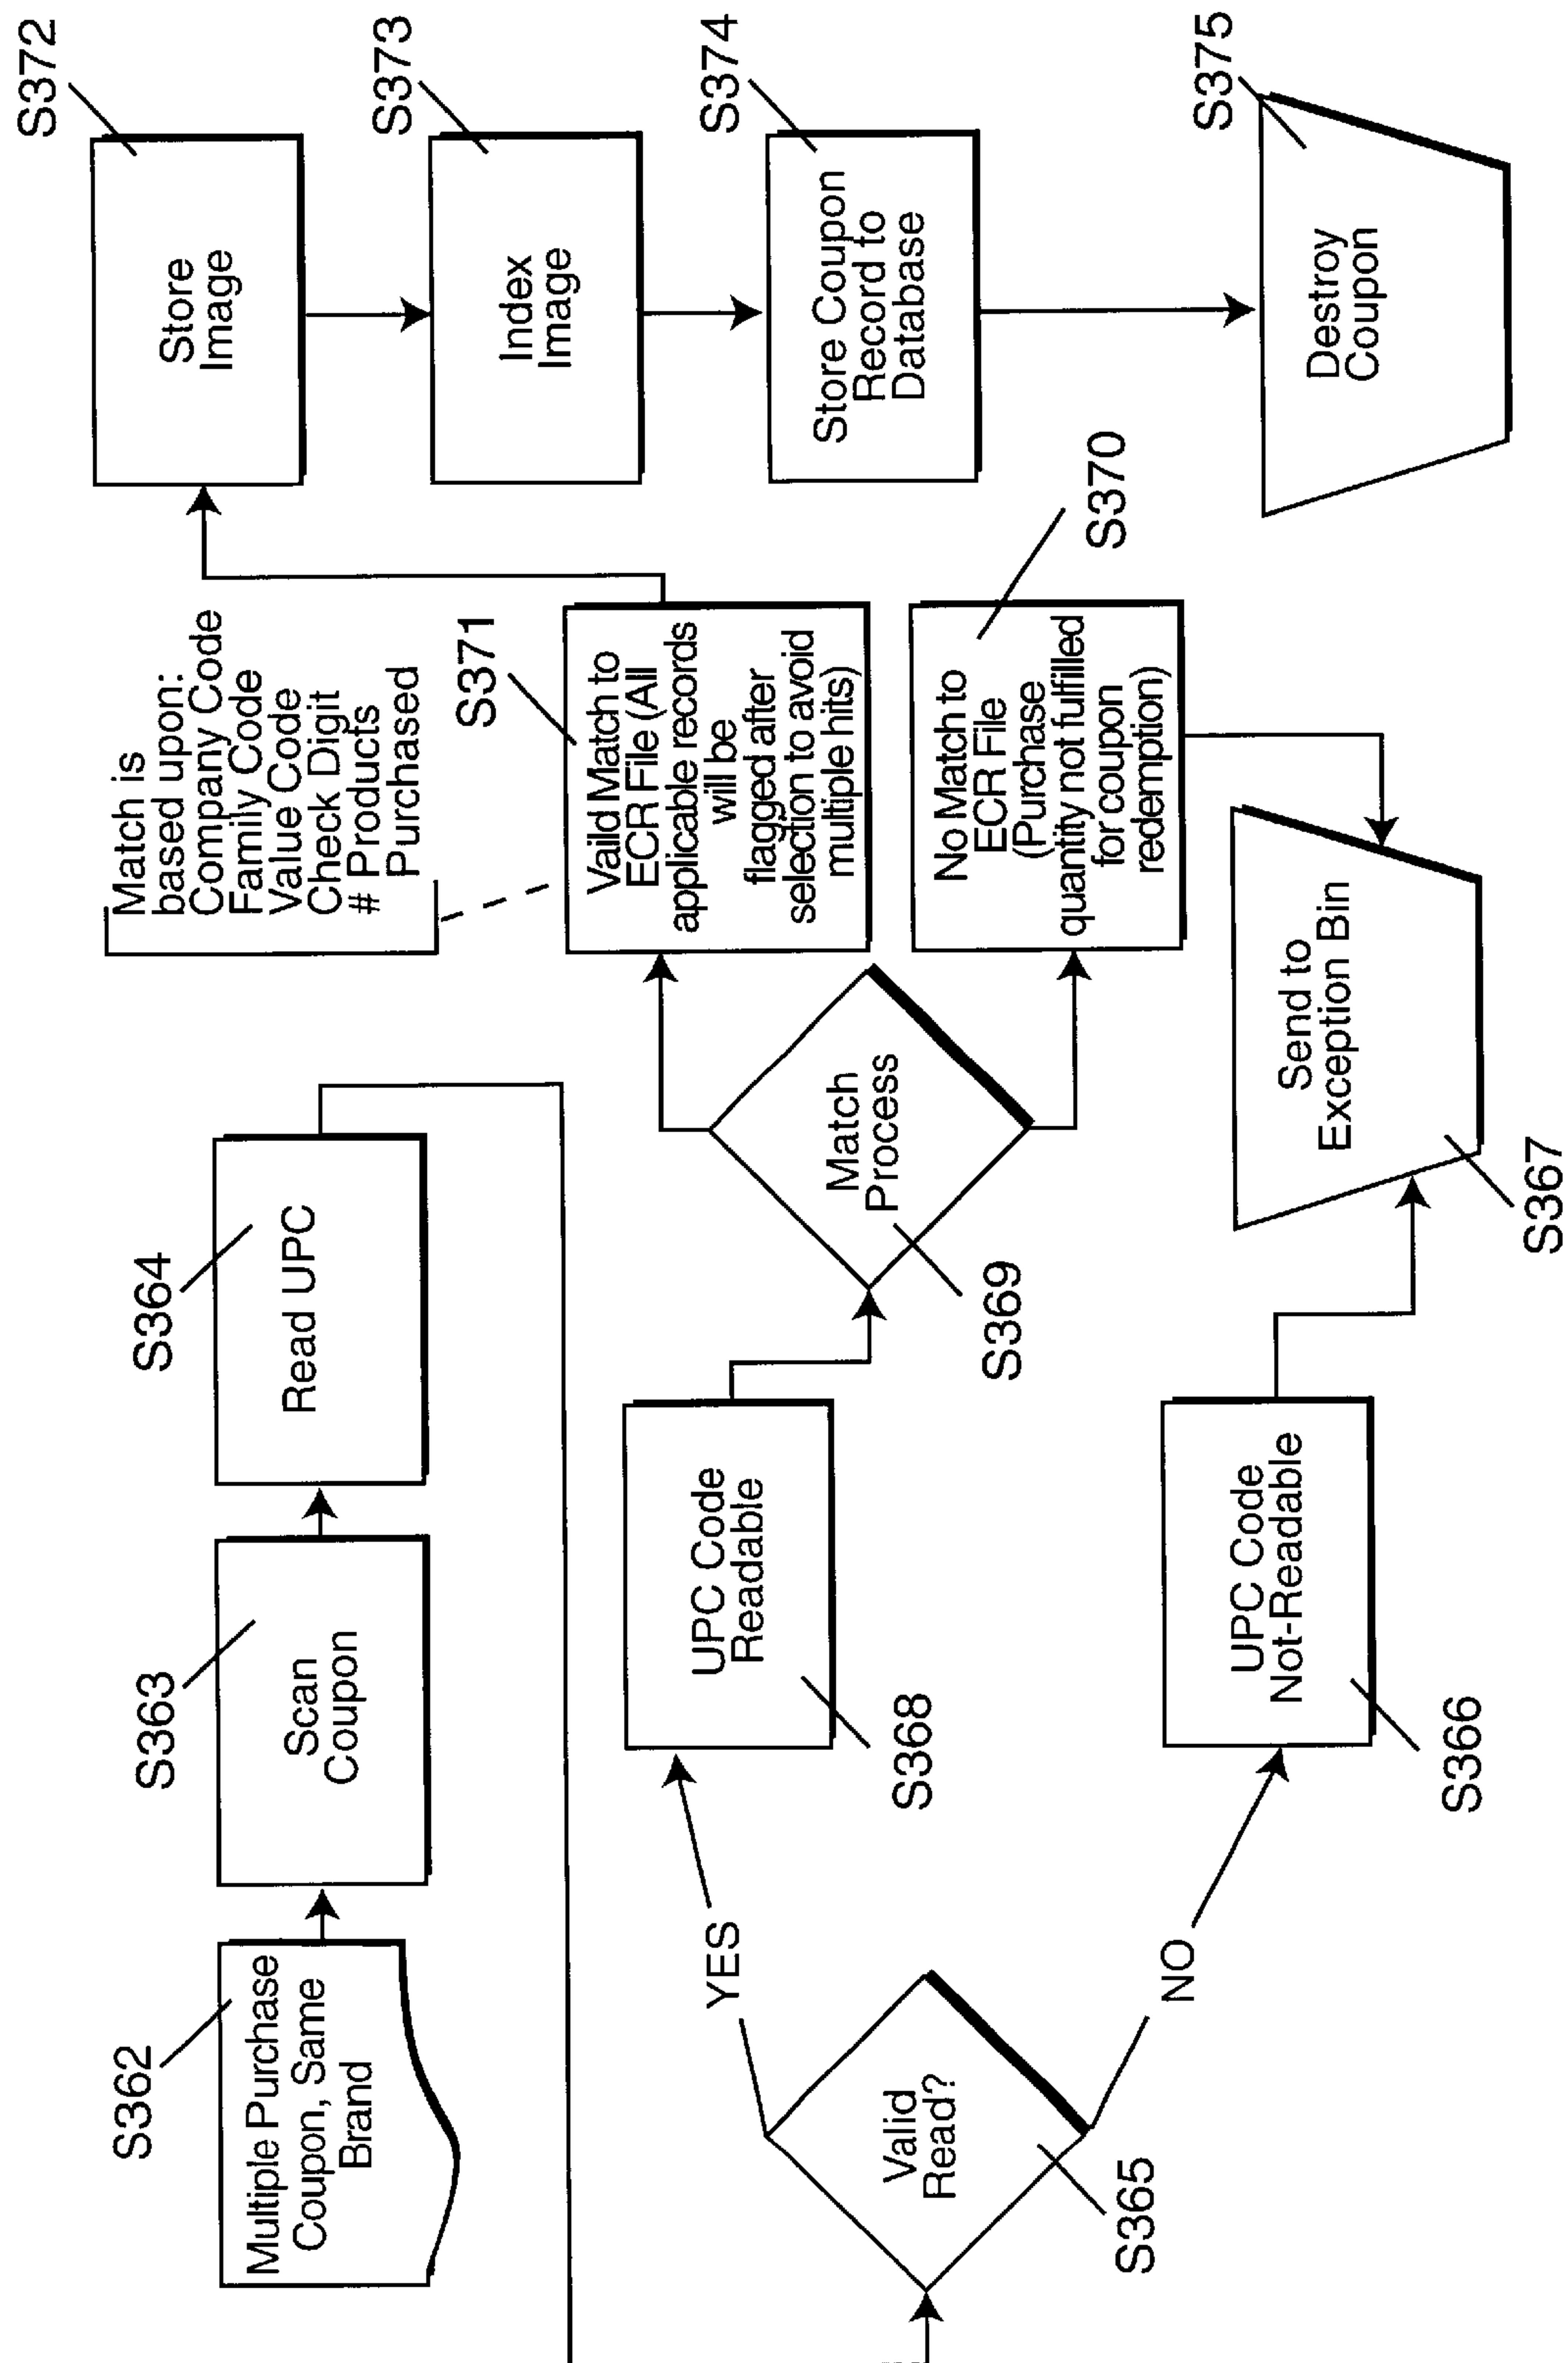 S362
Multiple Purchase
Coupon, Same
Brand
S363
Scan
Coupon
S364
Read UPC
S365
Valid
Read?
YES
NO
S368
UPC Code
Readable
S366
UPC Code
Not-Readable
S369
Match
Process
S367
Send to
Exception Bin
Match is
based upon:
Company Code
Family Code
Value Code
Check Digit
# Products
Purchased
S371
Vaild Match to
ECR File (All
applicable records
will be
flagged after
selection to avoid
multiple hits)
S370
No Match to
ECR File
(Purchase
quantity not fulfilled
for coupon
redemption)
S372
Store
Image
S373
Index
Image
S374
Store Coupon
Record to
Database
S375
Destroy
Coupon